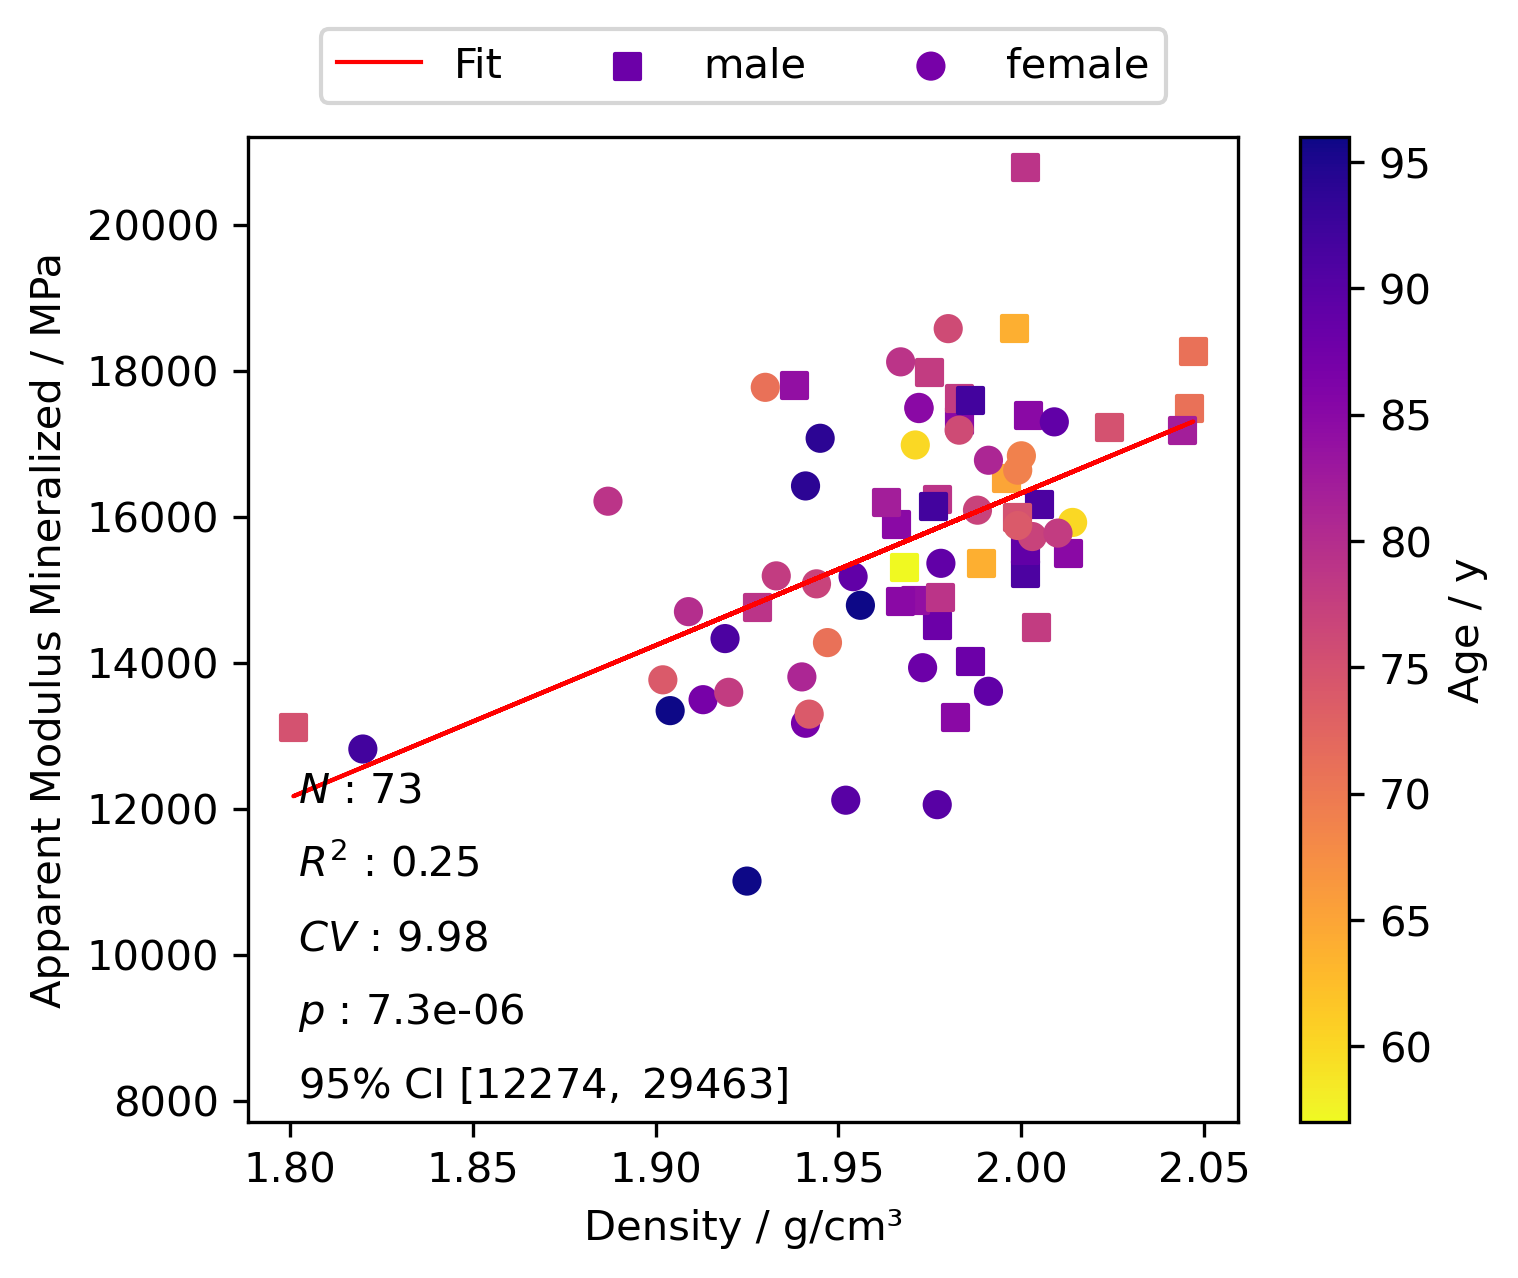 Fit male female
Apparent Modulus Mineralized / MPa
20000
18000
16000
14000
12000
10000
8000
N : 73
R² : 0.25
CV : 9.98
p : 7.3e-06
95% CI [12274, 29463]
1.80 1.85 1.90 1.95 2.00 2.05
Density / g/cm³
95
90
85
80
75
70
65
60
Age / y